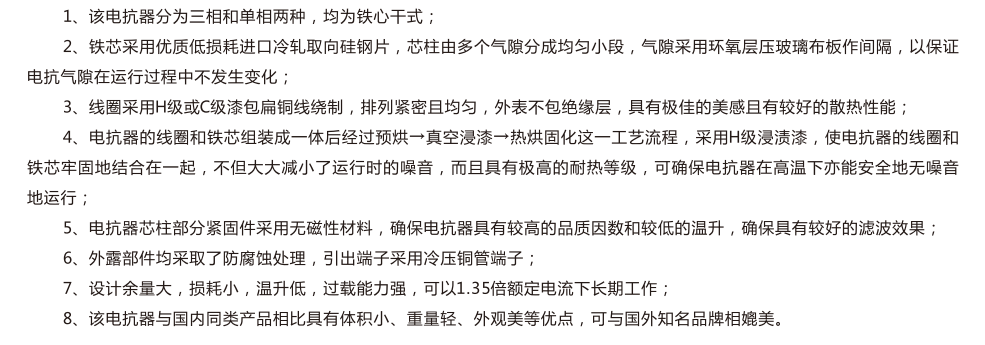 1、该电抗器分为三相和单相两种，均为铁心干式；
2、铁芯采用优质低损耗进口冷轧取向硅钢片，芯柱由多个气隙分成均匀小段，气隙采用环氧层压玻璃布板作间隔，以保证
电抗气隙在运行过程中不发生变化；
3、线圈采用H级或C级漆包扁铜线绕制，排列紧密且均匀，外表不包绝缘层，具有极佳的美感且有较好的散热性能；
4、电抗器的线圈和铁芯组装成一体后经过预烘→真空浸漆→热烘固化这一工艺流程，采用H级浸渍漆，使电抗器的线圈和
铁芯牢固地结合在一起，不但大大减小了运行时的噪音，而且具有极高的耐热等级，可确保电抗器在高温下亦能安全地无噪音
地运行；
5、电抗器芯柱部分紧固件采用无磁性材料，确保电抗器具有较高的品质因数和较低的温升，确保具有较好的滤波效果；
6、外露部件均采取了防腐蚀处理，引出端子采用冷压铜管端子；
7、设计余量大，损耗小，温升低，过载能力强，可以1.35倍额定电流下长期工作；
8、该电抗器与国内同类产品相比具有体积小、重量轻、外观美等优点，可与国外知名品牌相媲美。